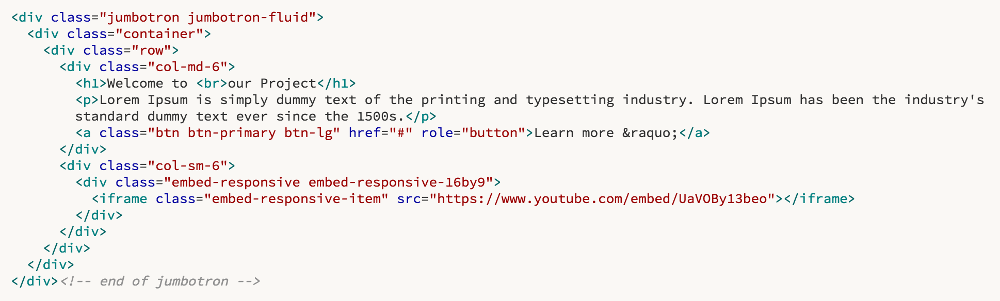 <div class="jumbotron jumbotron-fluid">
  <div class="container">
    <div class="row">
      <div class="col-md-6">
        <h1>Welcome to <br>our Project</h1>
        <p>Lorem Ipsum is simply dummy text of the printing and typesetting industry. Lorem Ipsum has been the industry's
        standard dummy text ever since the 1500s.</p>
        <a class="btn btn-primary btn-lg" href="#" role="button">Learn more &raquo;</a>
      </div>
      <div class="col-sm-6">
        <div class="embed-responsive embed-responsive-16by9">
          <iframe class="embed-responsive-item" src="https://www.youtube.com/embed/UaVOBy13beo"></iframe>
        </div>
      </div>
    </div>
  </div>
</div><!-- end of jumbotron -->